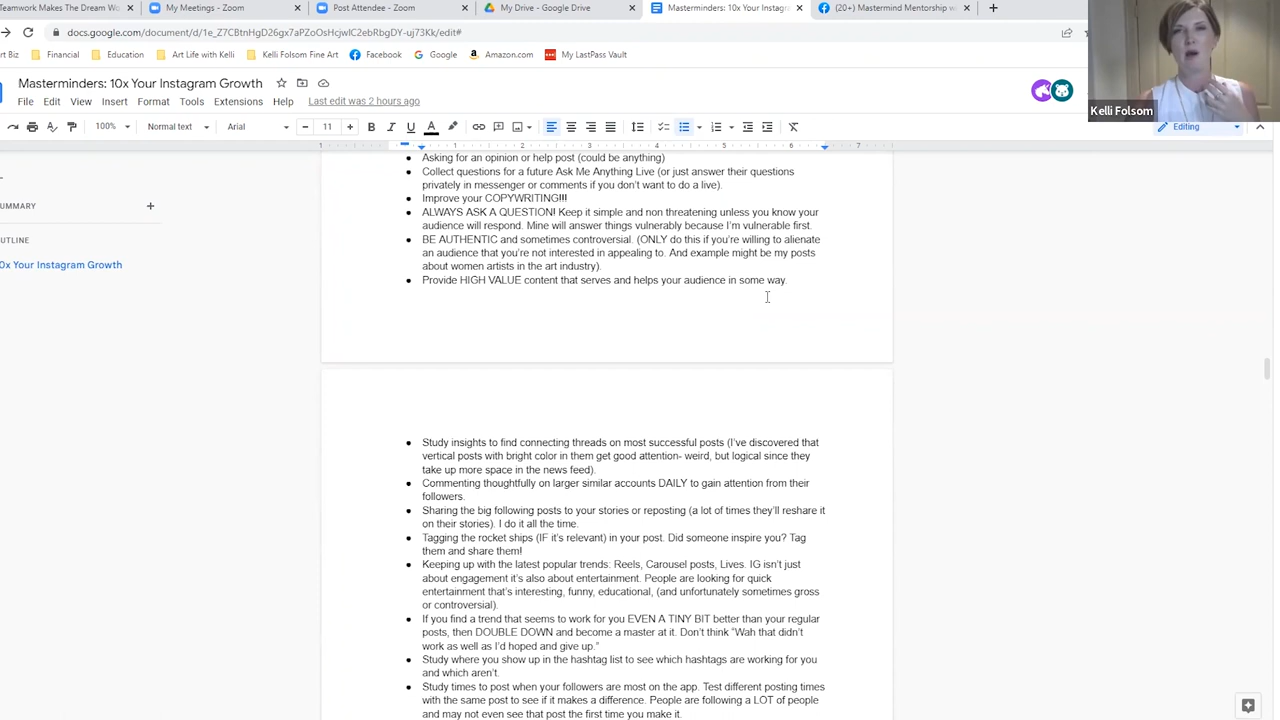 Teamwork Makes The Dream Wo
My Meetings – Zoom
Post Attendee - Zoom
My Drive - Google Drive
Masterminders: 10x Your Instagra
(20+) Mastermind Mentorship w
docs.google.com/document/d/1e_Z7CBtnHgD26gx7aPZoOsHcjwlC2ebRbgDY-uj73Kk/edit#
rt Biz
Financial
Education
Art Life with Kelli
Kelli Folsom Fine Art
Facebook
Google
Amazon.com
My LastPass Vault
Masterminders: 10x Your Instagram Growth
File Edit View Insert Format Tools Extensions Help Last edit was 2 hours ago
Kelli Folsom
100% Normal text Arial 11 B I U A Editing
1 1 2 3 4 5 6 7
Asking for an opinion or help post (could be anything)
Collect questions for a future Ask Me Anything Live (or just answer their questions
privately in messenger or comments if you don't want to do a live).
Improve your COPYWRITING!!!
ALWAYS ASK A QUESTION! Keep it simple and non threatening unless you know your
audience will respond. Mine will answer things vulnerably because I'm vulnerable first.
BE AUTHENTIC and sometimes controversial. (ONLY do this if you're willing to alienate
an audience that you're not interested in appealing to. And example might be my posts
about women artists in the art industry).
Provide HIGH VALUE content that serves and helps your audience in some way.
UMMARY
UTLINE
0x Your Instagram Growth
Study insights to find connecting threads on most successful posts (I've discovered that
vertical posts with bright color in them get good attention- weird, but logical since they
take up more space in the news feed).
Commenting thoughtfully on larger similar accounts DAILY to gain attention from their
followers.
Sharing the big following posts to your stories or reposting (a lot of times they'll reshare it
on their stories). I do it all the time.
Tagging the rocket ships (IF it's relevant) in your post. Did someone inspire you? Tag
them and share them!
Keeping up with the latest popular trends: Reels, Carousel posts, Lives. IG isn't just
about engagement it's also about entertainment. People are looking for quick
entertainment that's interesting, funny, educational, (and unfortunately sometimes gross
or controversial).
If you find a trend that seems to work for you EVEN A TINY BIT better than your regular
posts, then DOUBLE DOWN and become a master at it. Don't think "Wah that didn't
work as well as I'd hoped and give up."
Study where you show up in the hashtag list to see which hashtags are working for you
and which aren't.
Study times to post when your followers are most on the app. Test different posting times
with the same post to see if it makes a difference. People are following a LOT of people
and may not even see that post the first time you make it.